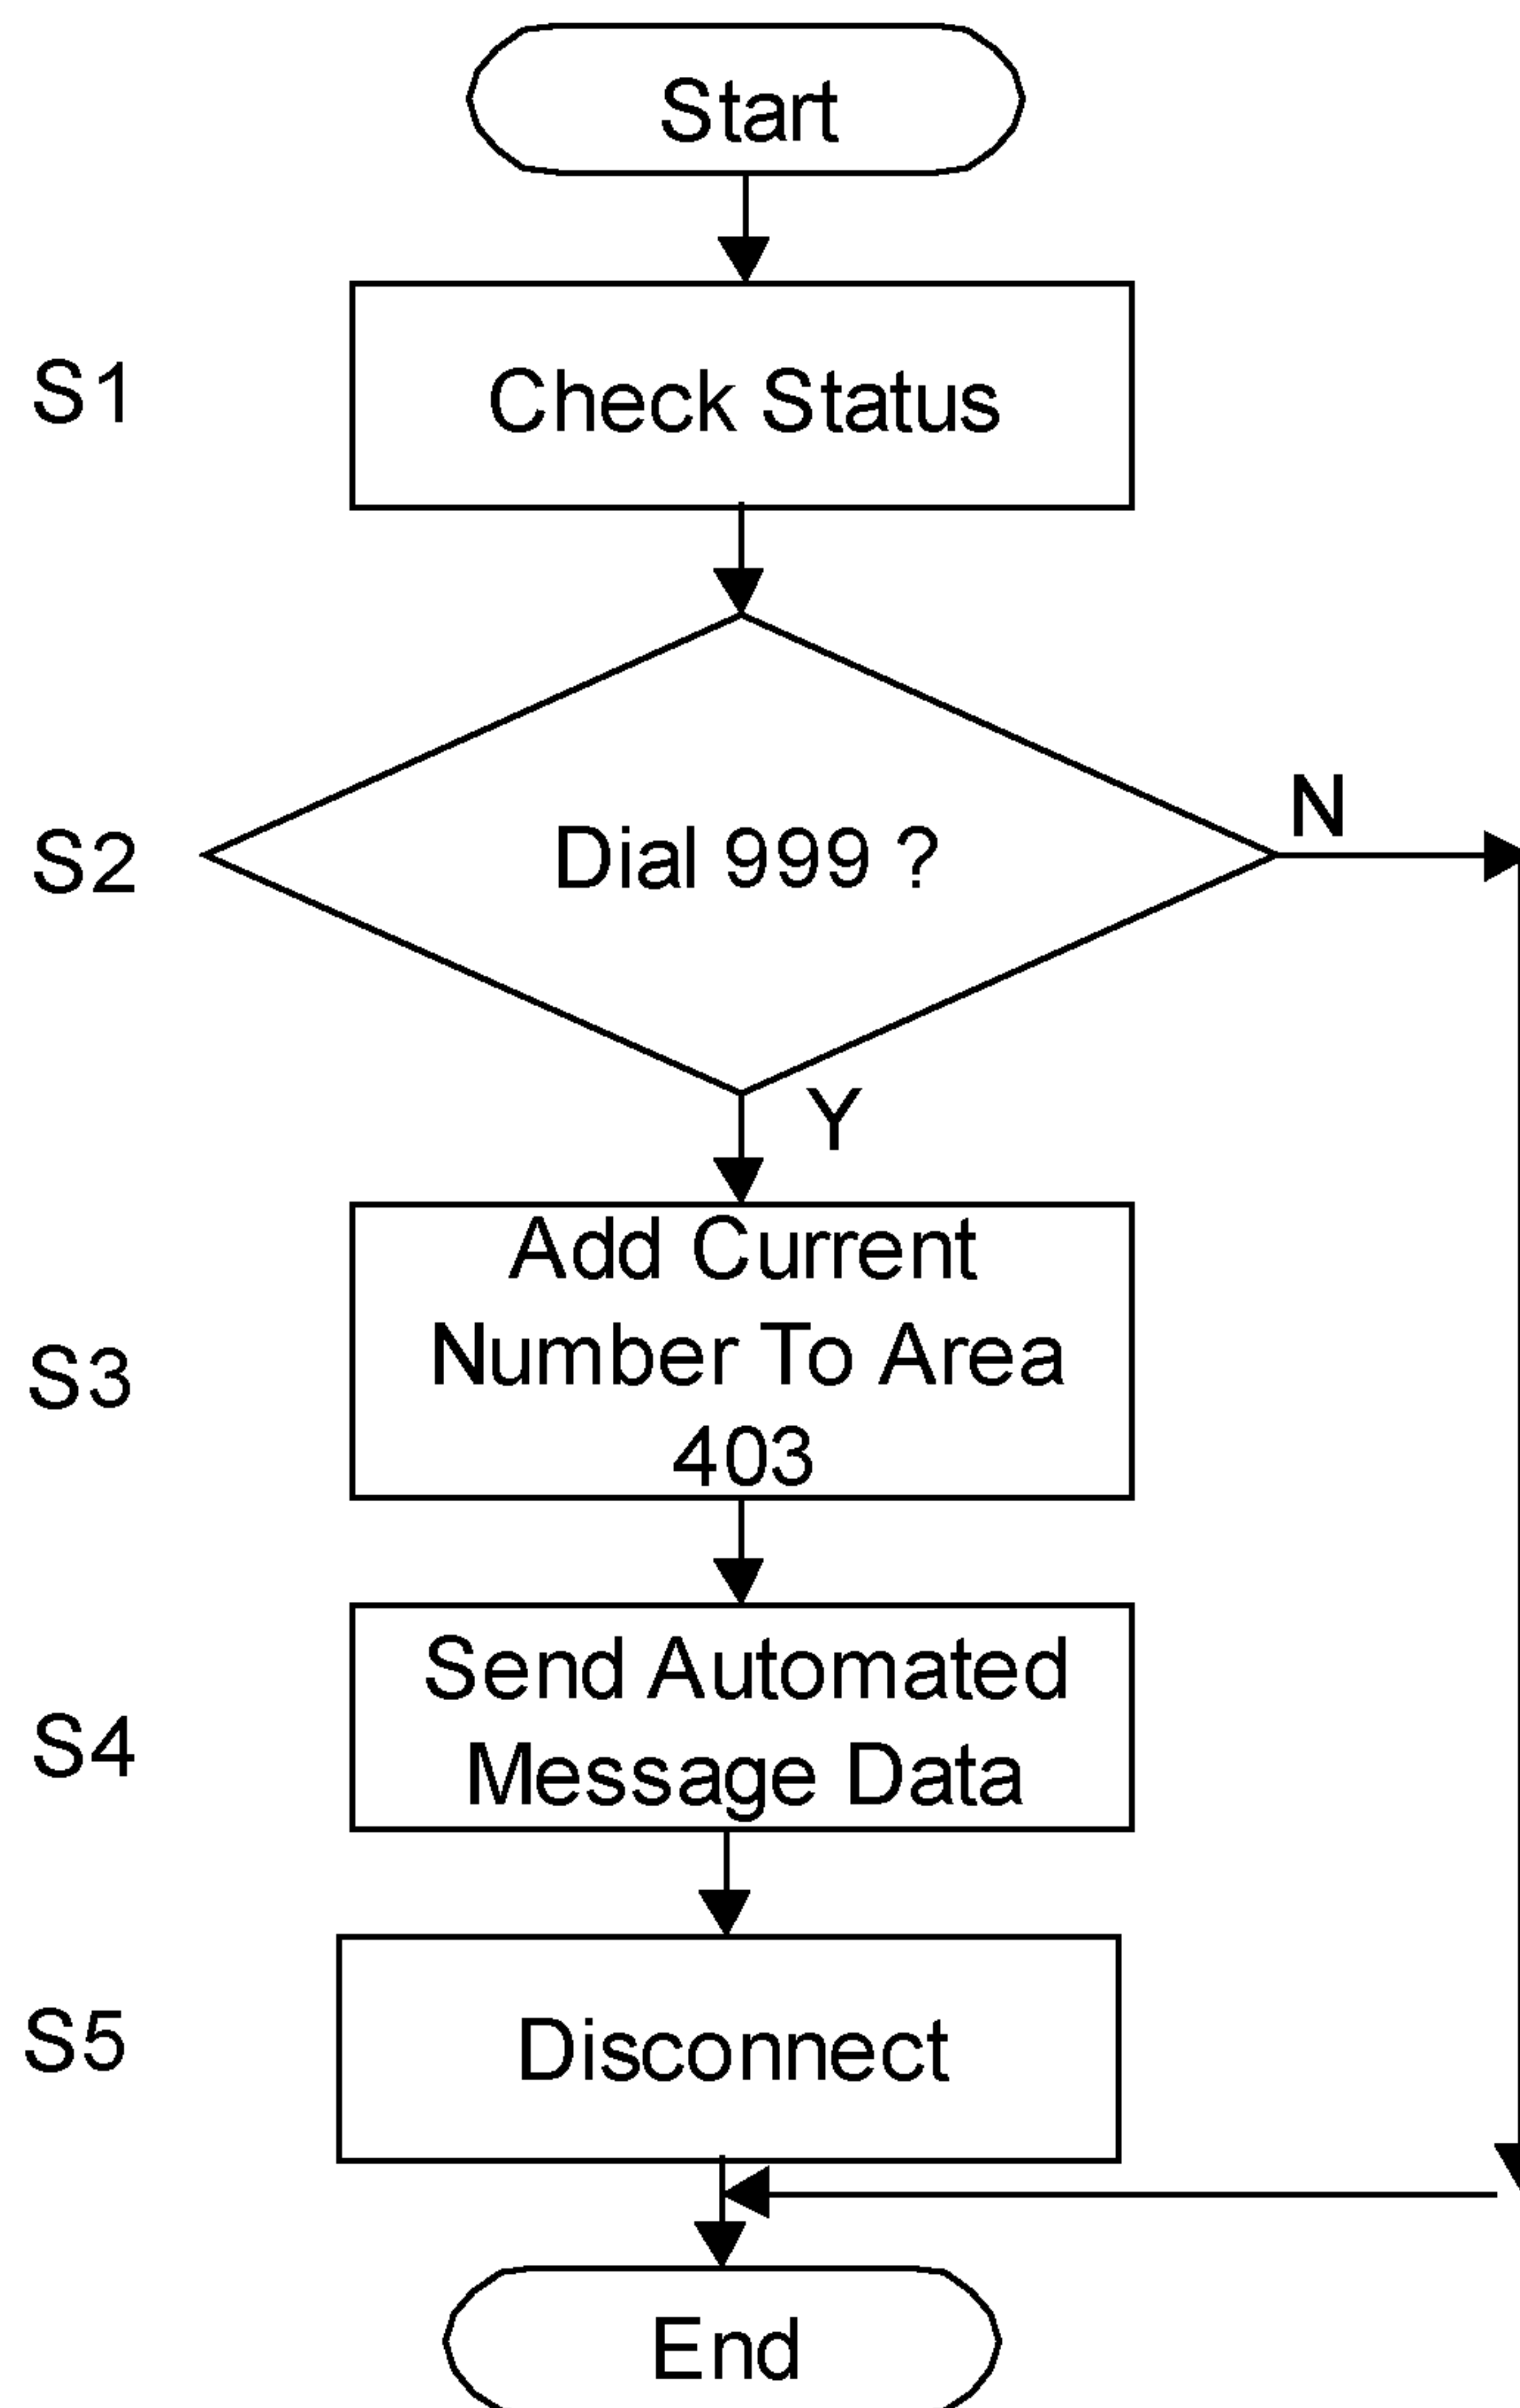 Start
S1
Check Status
S2
Dial 999 ?
N
Y
S3
Add Current
Number To Area
403
S4
Send Automated
Message Data
S5
Disconnect
End